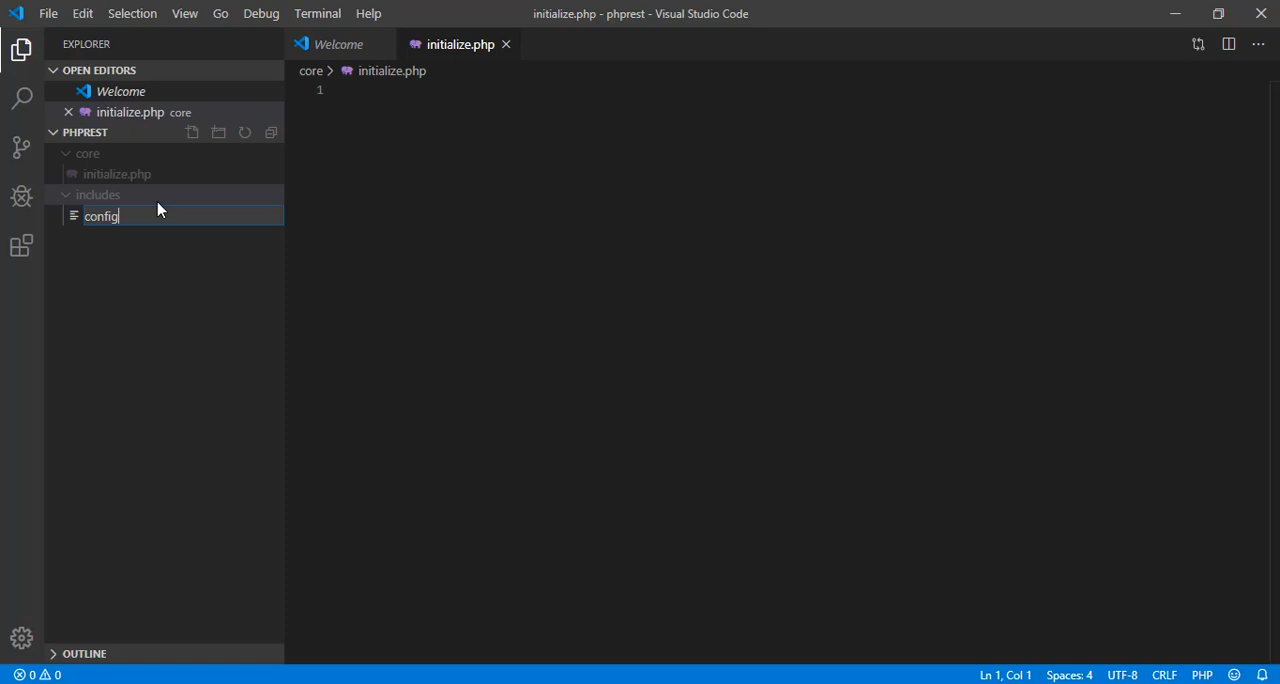 File Edit Selection View Go Debug Terminal Help initialize.php - phprest - Visual Studio Code
EXPLORER Welcome initialize.php
OPEN EDITORS core initialize.php
Welcome 1
initialize.php core
PHPREST
core
initialize.php
includes
config
OUTLINE
0 0 Ln 1, Col 1 Spaces: 4 UTF-8 CRLF PHP